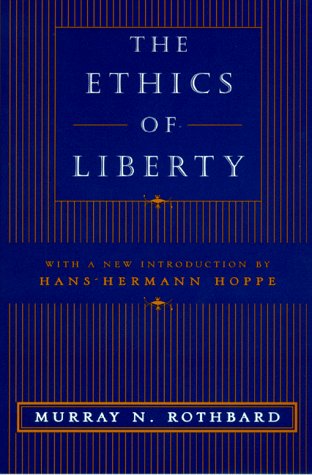 THE
ETHICS
OF
LIBERTY
WITH A NEW INTRODUCTION BY
HANS-HERMANN HOPPE
MURRAY N. ROTHBARD